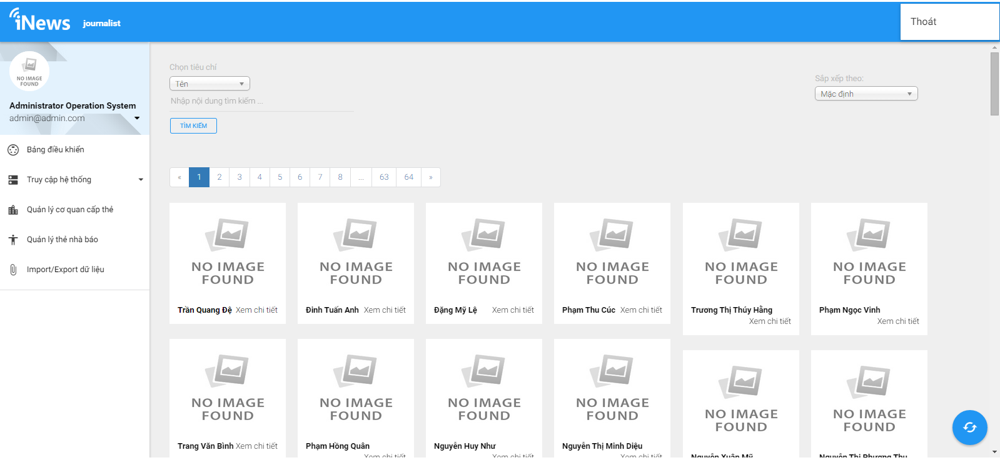 iNews journalist
Thoát
NO IMAGE
FOUND
Administrator Operation System
admin@admin.com
Bảng điều khiển
Truy cập hệ thống
Quản lý cơ quan cấp thẻ
Quản lý thẻ nhà báo
Import/Export dữ liệu
Chọn tiêu chí
Tên
Nhập nội dung tìm kiếm ...
TÌM KIẾM
Sắp xếp theo:
Mặc định
« 1 2 3 4 5 6 7 8 ... 63 64 »
NO IMAGE
FOUND
Trần Quang Đệ Xem chi tiết
NO IMAGE
FOUND
Đinh Tuấn Anh Xem chi tiết
NO IMAGE
FOUND
Đặng Mỹ Lệ Xem chi tiết
NO IMAGE
FOUND
Phạm Thu Cúc Xem chi tiết
NO IMAGE
FOUND
Trương Thị Thúy Hằng
Xem chi tiết
NO IMAGE
FOUND
Phạm Ngọc Vinh
Xem chi tiết
NO IMAGE
FOUND
Trang Văn Bình Xem chi tiết
NO IMAGE
FOUND
Phạm Hồng Quân
Xem chi tiết
NO IMAGE
FOUND
Nguyễn Huy Như
Xem chi tiết
NO IMAGE
FOUND
Nguyễn Thị Minh Diệu
Xem chi tiết
NO IMAGE
FOUND
Nguyễn Xuân Mỹ
NO IMAGE
FOUND
Nguyễn Thị Phương Thu